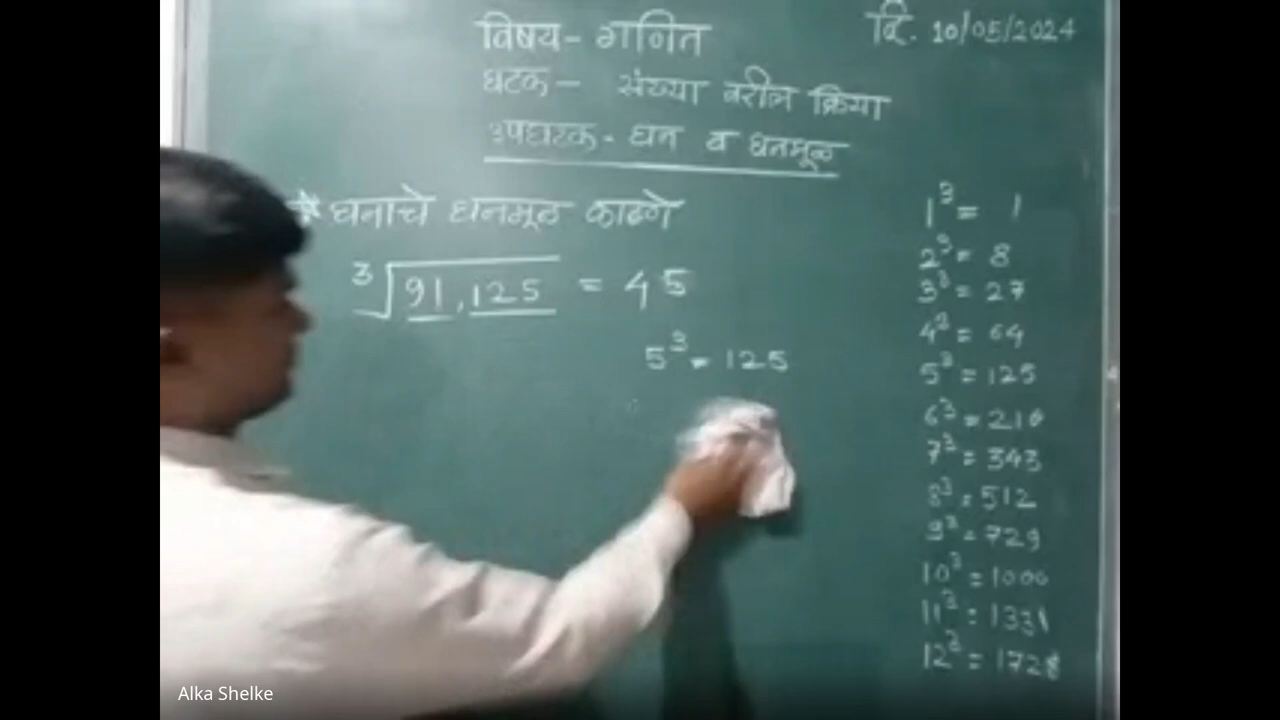 विषय- गणित
दि. 10/05/2024
घटक- संख्या वरील क्रिया
उपघटक- घन व घनमूळ
* घनाचे घनमूळ काढणे
3√91,125 = 45
5³ = 125
1³ = 1
2³ = 8
3³ = 27
4³ = 64
5³ = 125
6³ = 216
7³ = 343
8³ = 512
9³ = 729
10³ = 1000
11³ = 1331
12³ = 1728
Alka Shelke